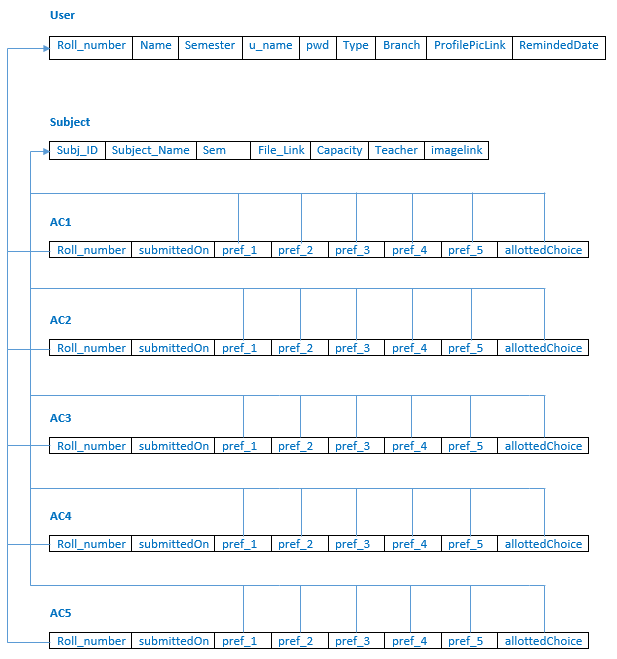 User
Roll_number Name Semester u_name pwd Type Branch ProfilePicLink RemindedDate
Subject
Subj_ID Subject_Name Sem File_Link Capacity Teacher imagelink
AC1
Roll_number submittedOn pref_1 pref_2 pref_3 pref_4 pref_5 allottedChoice
AC2
Roll_number submittedOn pref_1 pref_2 pref_3 pref_4 pref_5 allottedChoice
AC3
Roll_number submittedOn pref_1 pref_2 pref_3 pref_4 pref_5 allottedChoice
AC4
Roll_number submittedOn pref_1 pref_2 pref_3 pref_4 pref_5 allottedChoice
AC5
Roll_number submittedOn pref_1 pref_2 pref_3 pref_4 pref_5 allottedChoice